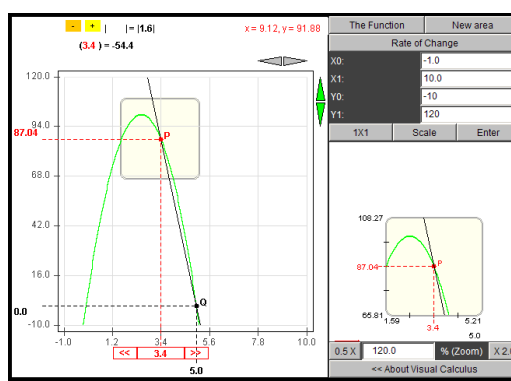 - + | |= |1.6| x = 9.12, y = 91.88
(3.4 ) = -54.4
120.0
94.0
87.04
68.0
42.0
16.0
0.0
-10.0
P
Q
-1.0 1.2 3.4 5.6 7.8 10.0
<< 3.4 >>
5.0
The Function New area
Rate of Change
X0: -1.0
X1: 10.0
Y0: -10
Y1: 120
1X1 Scale Enter
108.27
87.04
P
65.81
1.59 5.21
3.4
5.0
0.5 X 120.0 % (Zoom) X 2.
<< About Visual Calculus